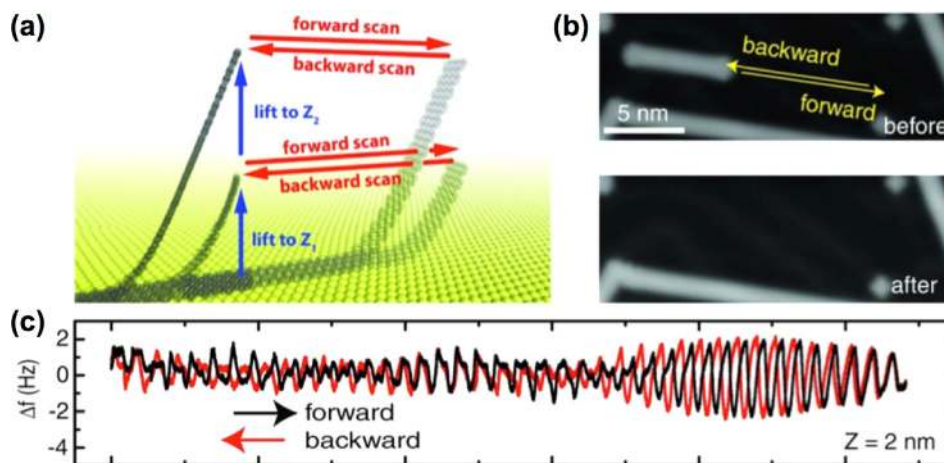 (a)
forward scan
backward scan
lift to Z2
forward scan
backward scan
lift to Z1
(b)
backward
forward
5 nm
before
after
(c)
2
0
-2
-4
Δf (Hz)
forward
backward
Z = 2 nm